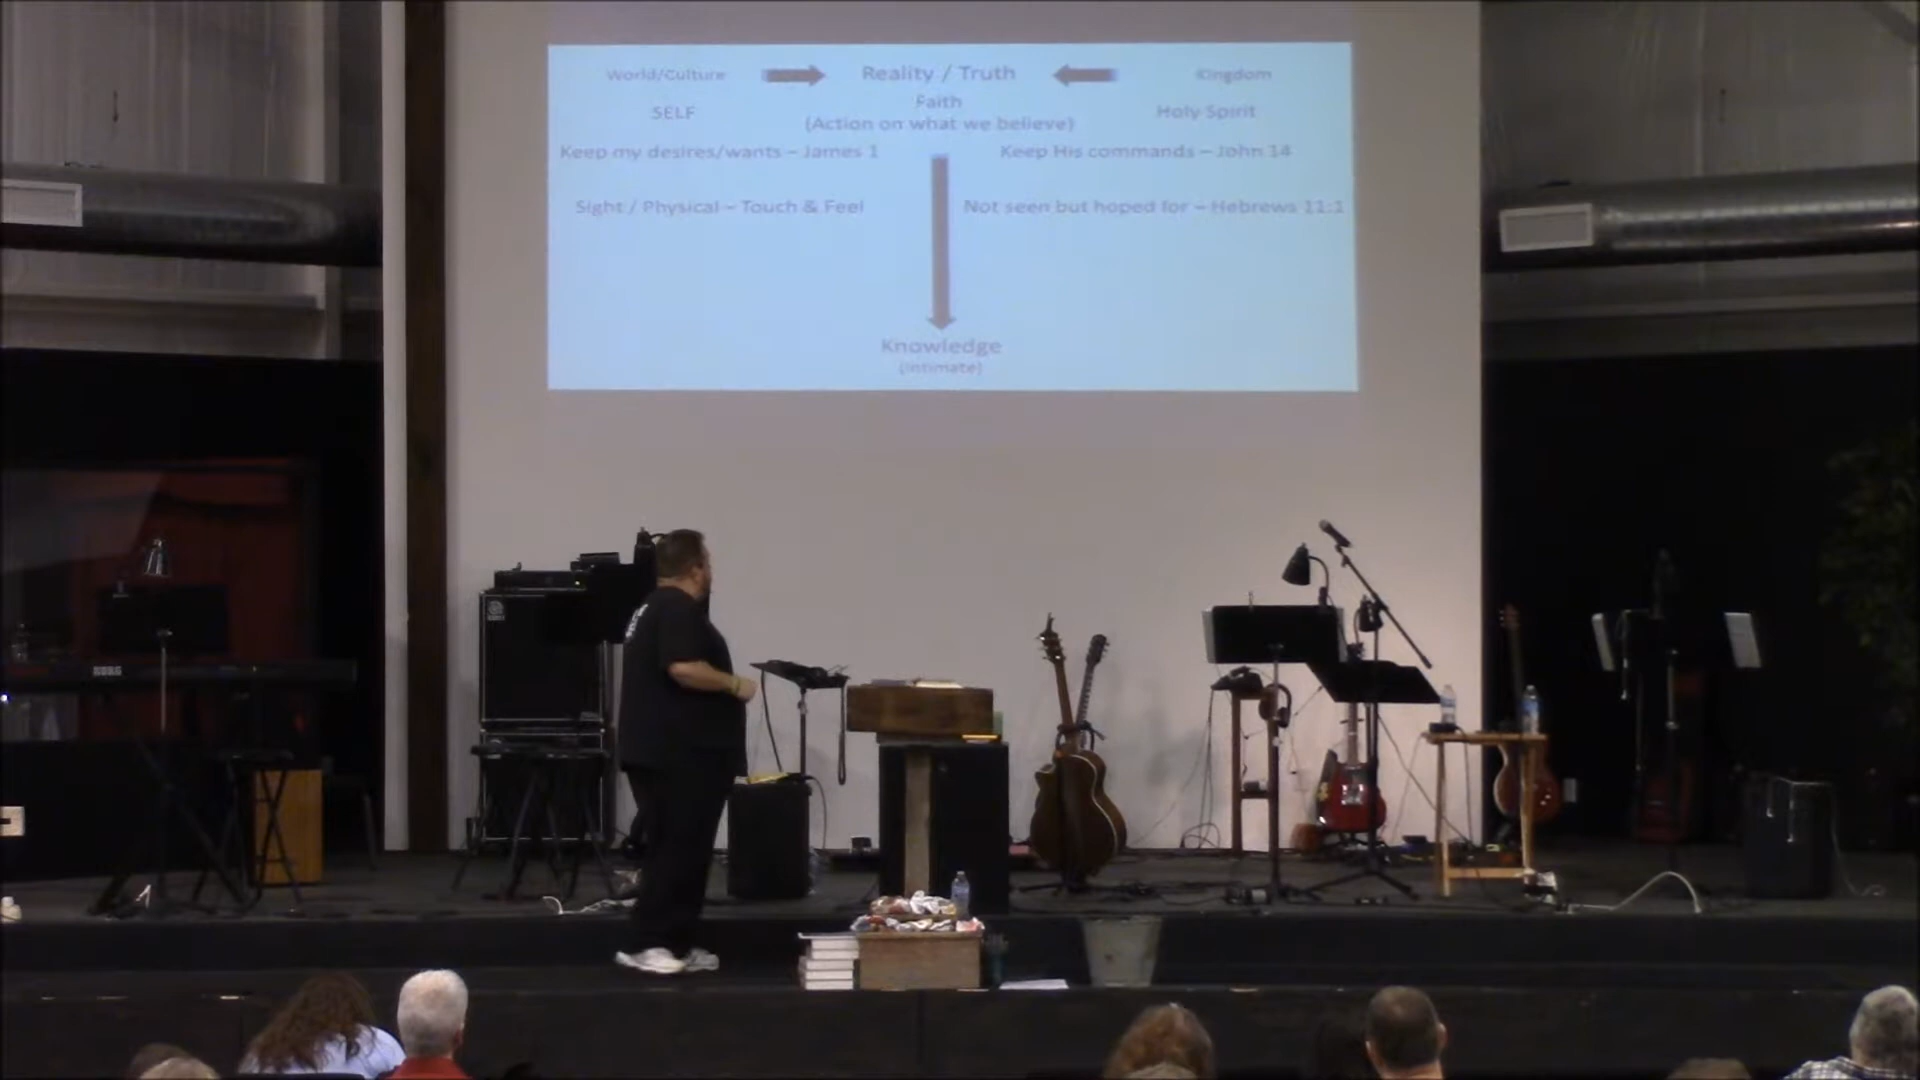 World/Culture Reality / Truth Kingdom
SELF Faith Holy Spirit
(Action on what we believe)
Keep my desires/wants – James 1 Keep His commands – John 14
Sight / Physical – Touch & Feel Not seen but hoped for – Hebrews 11:1
Knowledge
(intimate)
KORG